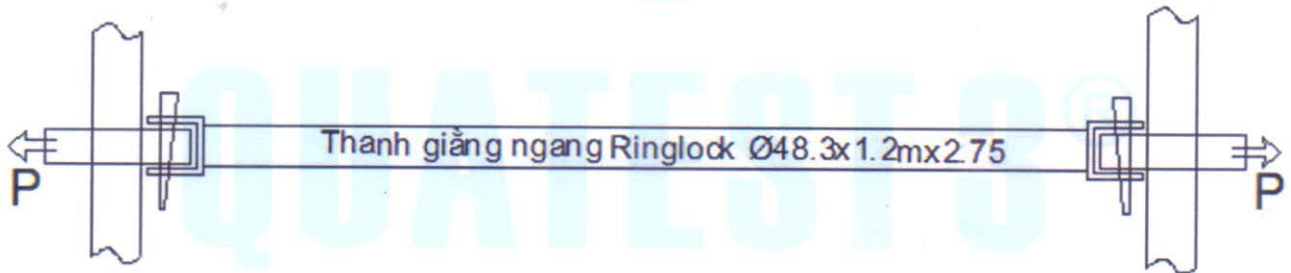 QUATEST 3®
Thanh giằng ngang Ringlock Ø48.3x1.2mx2.75
P
P